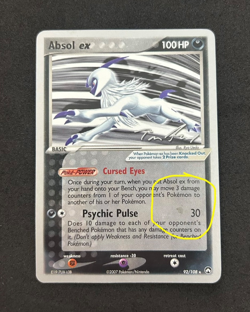 Absol ex
100 HP
BASIC
When Pokémon-ex has been Knocked Out
your opponent takes 2 Prize cards.
POKé-POWER Cursed Eyes
Once during your turn, when you put Absol ex from
your hand onto your Bench, you may move 3 damage
counters from 1 of your opponent's Pokémon to
another of his or her Pokémon.
Psychic Pulse 30
Does 10 damage to each of your opponent's
Benched Pokémon that has any damage counters on
it. (Don't apply Weakness and Resistance for
Benched Pokémon.)
weakness resistance -30 retreat cost
©2007 Pokémon/Nintendo
92/108